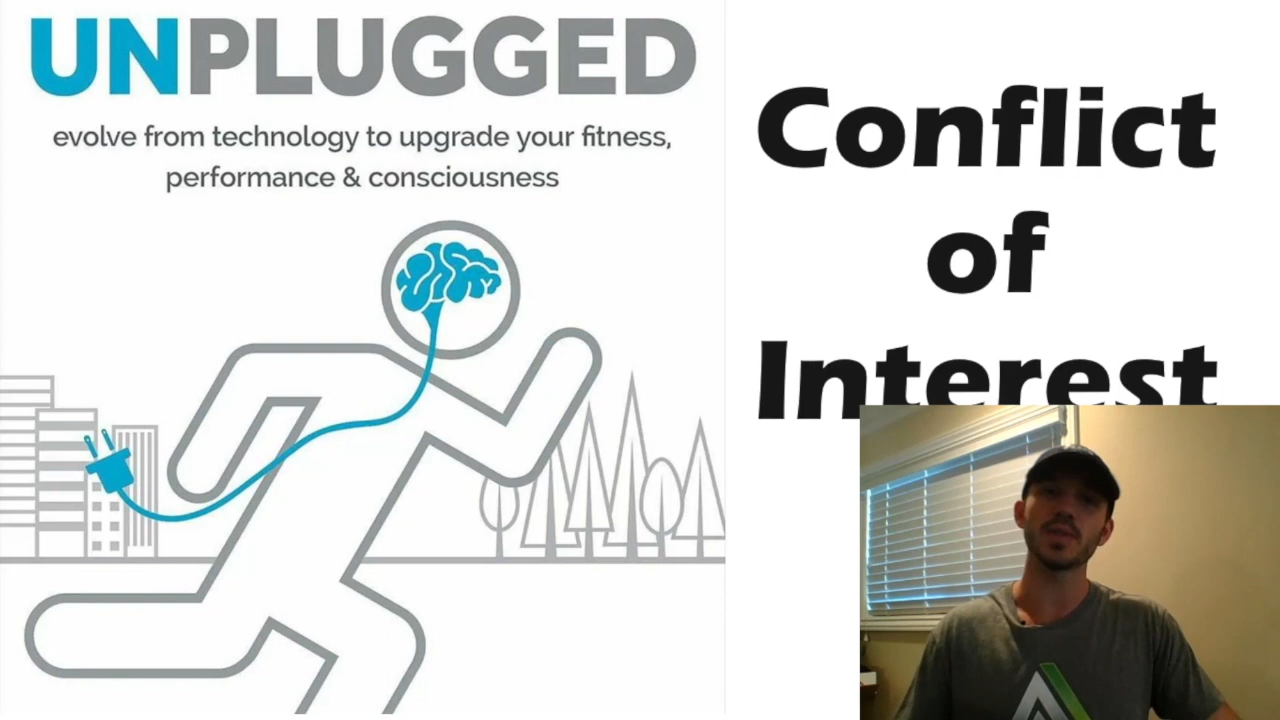 UNPLUGGED
evolve from technology to upgrade your fitness,
performance & consciousness
Conflict
of
Interest